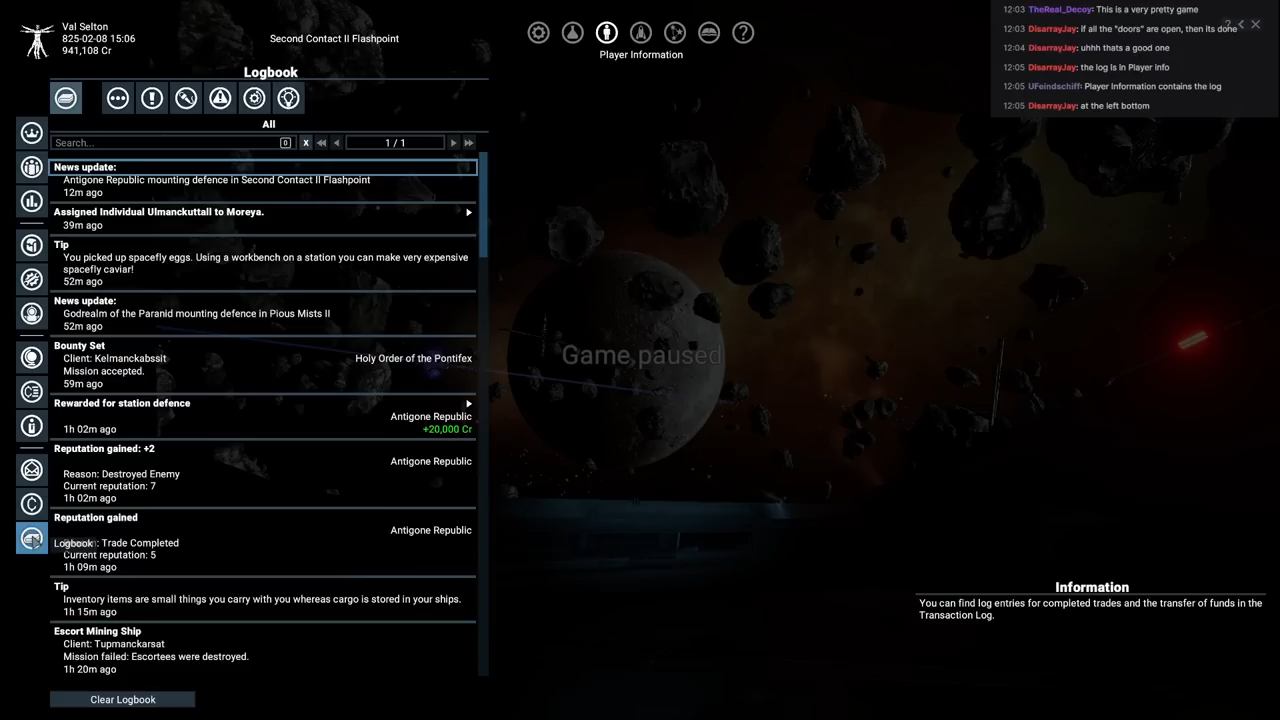 Val Selton
825-02-08 15:06
941,108 Cr
Second Contact II Flashpoint
Player Information
12:03 TheReal_Decoy: This is a very pretty game
12:03 DisarrayJay: if all the "doors" are open, then its done
12:04 DisarrayJay: uhhh thats a good one
12:05 DisarrayJay: the log is in Player info
12:05 UFeindschiff: Player Information contains the log
12:05 DisarrayJay: at the left bottom
Logbook
All
Search...
1 / 1
News update:
Antigone Republic mounting defence in Second Contact II Flashpoint
12m ago
Assigned Individual Ulmanckuttall to Moreya.
39m ago
Tip
You picked up spacefly eggs. Using a workbench on a station you can make very expensive
spacefly caviar!
52m ago
News update:
Godrealm of the Paranid mounting defence in Pious Mists II
52m ago
Bounty Set
Client: Kelmanckabssit Holy Order of the Pontifex
Mission accepted.
59m ago
Rewarded for station defence
Antigone Republic
1h 02m ago +20,000 Cr
Reputation gained: +2
Antigone Republic
Reason: Destroyed Enemy
Current reputation: 7
1h 02m ago
Reputation gained
Antigone Republic
Logbook : Trade Completed
Current reputation: 5
1h 09m ago
Tip
Inventory items are small things you carry with you whereas cargo is stored in your ships.
1h 15m ago
Escort Mining Ship
Client: Tupmanckarsat
Mission failed: Escortees were destroyed.
1h 20m ago
Clear Logbook
Game paused
Information
You can find log entries for completed trades and the transfer of funds in the
Transaction Log.